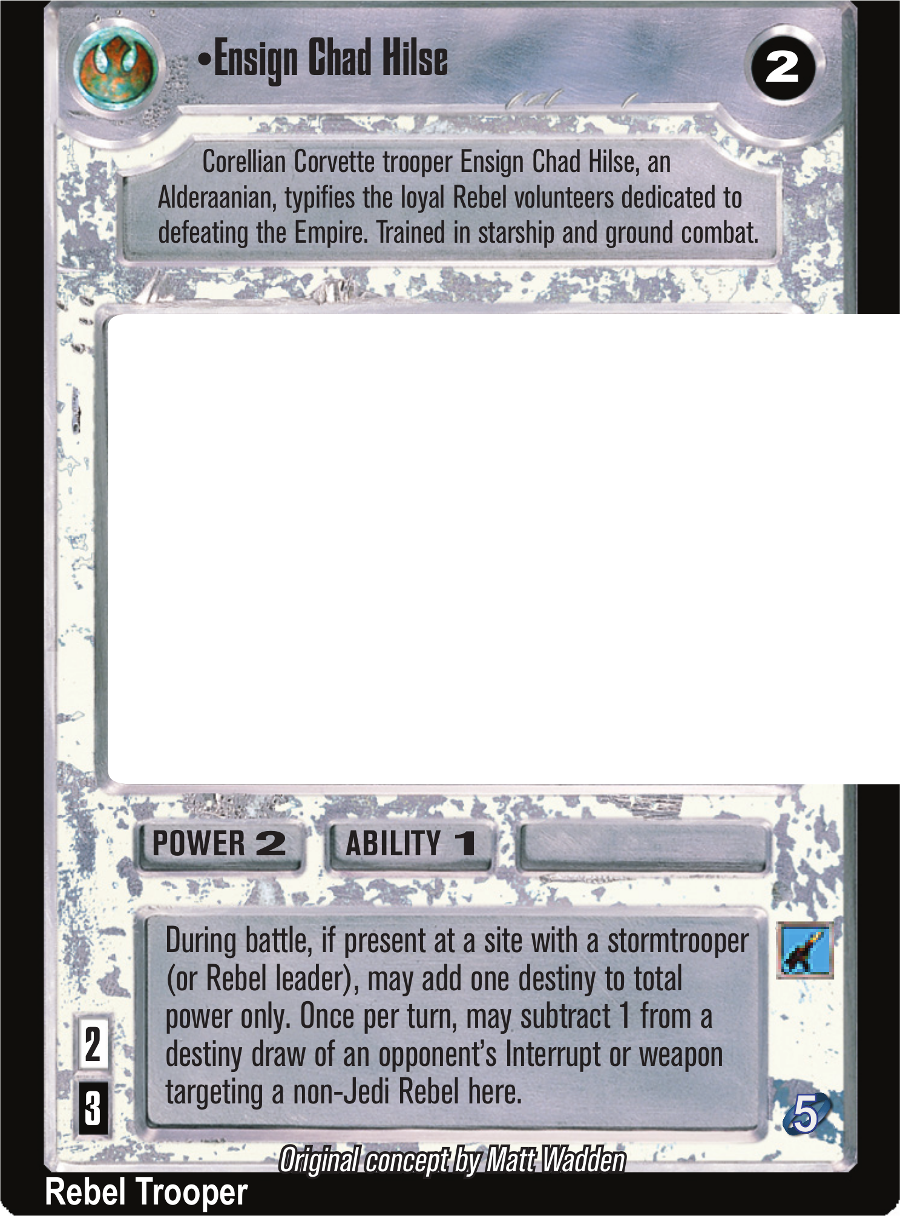 •Ensign Chad Hilse
2
Corellian Corvette trooper Ensign Chad Hilse, an
Alderaanian, typifies the loyal Rebel volunteers dedicated to
defeating the Empire. Trained in starship and ground combat.
POWER 2
ABILITY 1
During battle, if present at a site with a stormtrooper
(or Rebel leader), may add one destiny to total
power only. Once per turn, may subtract 1 from a
destiny draw of an opponent’s Interrupt or weapon
targeting a non-Jedi Rebel here.
2
3
5
Original concept by Matt Wadden
Rebel Trooper